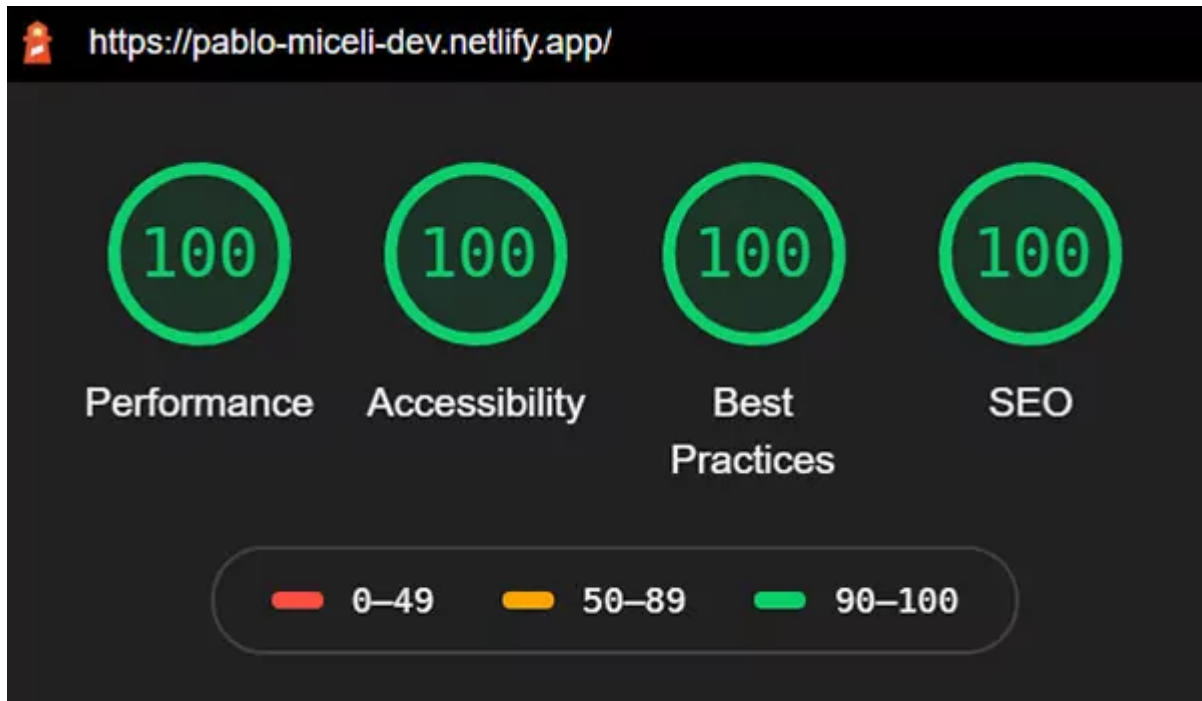 https://pablo-miceli-dev.netlify.app/
100 100 100 100
Performance Accessibility Best Practices SEO
0–49 50–89 90–100